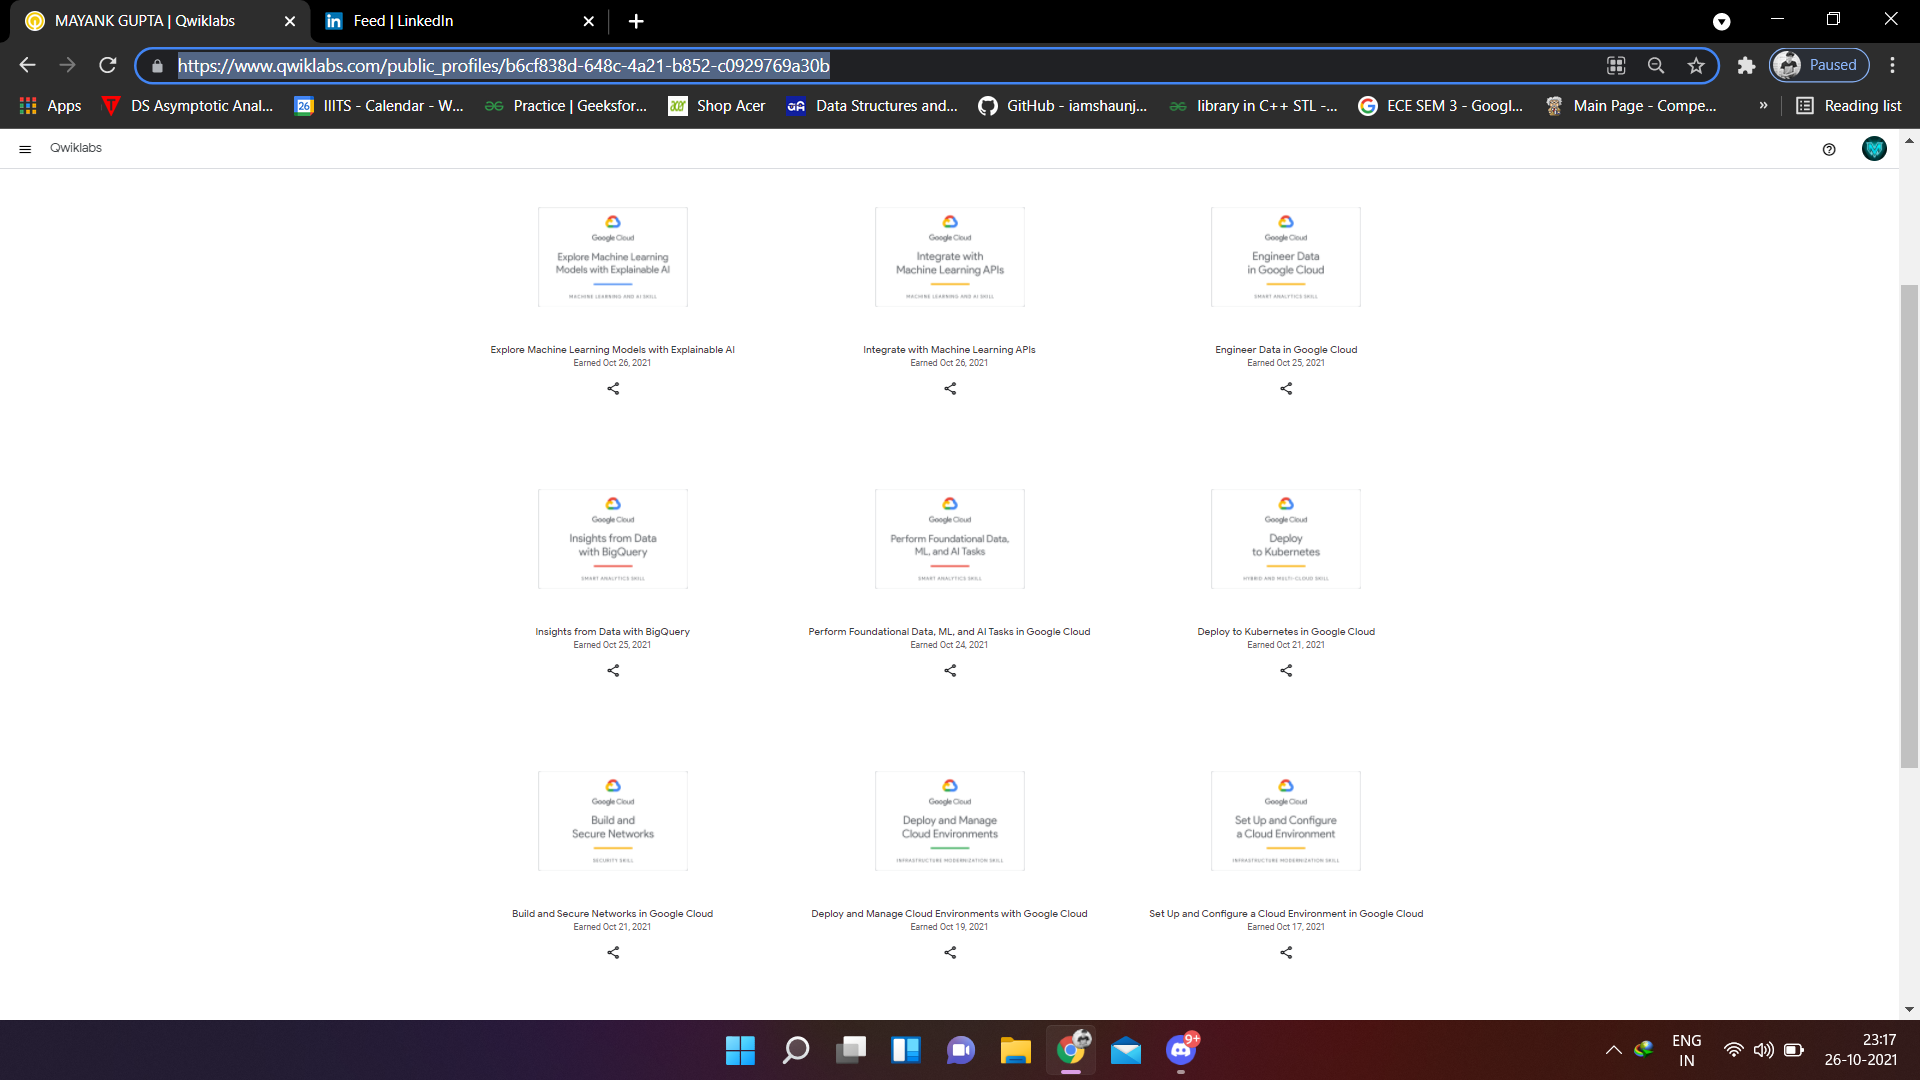 MAYANK GUPTA | Qwiklabs
Feed | LinkedIn
https://www.qwiklabs.com/public_profiles/b6cf838d-648c-4a21-b852-c0929769a30b
Paused
Apps
DS Asymptotic Anal...
26
IIITS - Calendar - W...
Practice | Geeksfor...
acer
Shop Acer
Data Structures and...
GitHub - iamshaunj...
library in C++ STL -...
ECE SEM 3 - Googl...
Main Page - Compe...
»
Reading list
Qwiklabs
Google Cloud
Explore Machine Learning
Models with Explainable AI
MACHINE LEARNING AND AI SKILL
Google Cloud
Integrate with
Machine Learning APIs
MACHINE LEARNING AND AI SKILL
Google Cloud
Engineer Data
in Google Cloud
SMART ANALYTICS SKILL
Explore Machine Learning Models with Explainable AI
Earned Oct 26, 2021
Integrate with Machine Learning APIs
Earned Oct 26, 2021
Engineer Data in Google Cloud
Earned Oct 25, 2021
Google Cloud
Insights from Data
with BigQuery
SMART ANALYTICS SKILL
Google Cloud
Perform Foundational Data,
ML, and AI Tasks
SMART ANALYTICS SKILL
Google Cloud
Deploy
to Kubernetes
HYBRID AND MULTI-CLOUD SKILL
Insights from Data with BigQuery
Earned Oct 25, 2021
Perform Foundational Data, ML, and AI Tasks in Google Cloud
Earned Oct 24, 2021
Deploy to Kubernetes in Google Cloud
Earned Oct 21, 2021
Google Cloud
Build and
Secure Networks
SECURITY SKILL
Google Cloud
Deploy and Manage
Cloud Environments
INFRASTRUCTURE MODERNIZATION SKILL
Google Cloud
Set Up and Configure
a Cloud Environment
INFRASTRUCTURE MODERNIZATION SKILL
Build and Secure Networks in Google Cloud
Earned Oct 21, 2021
Deploy and Manage Cloud Environments with Google Cloud
Earned Oct 19, 2021
Set Up and Configure a Cloud Environment in Google Cloud
Earned Oct 17, 2021
9+
ENG
IN
23:17
26-10-2021